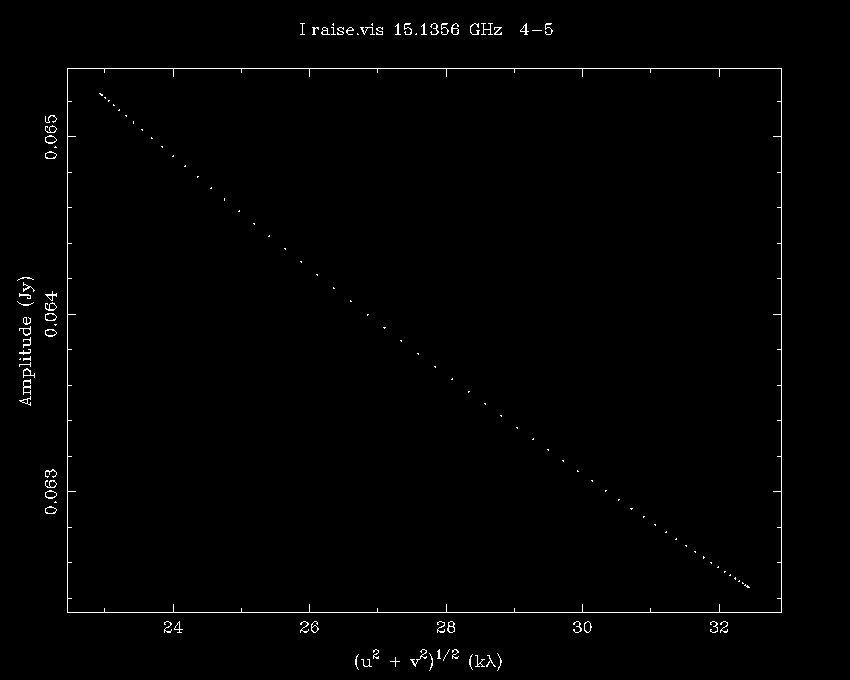 I raise.vis 15.1356 GHz 4−5
0.065
0.064
0.063
Amplitude (Jy)
24 26 28 30 32
(u² + v²)^1/2 (kλ)